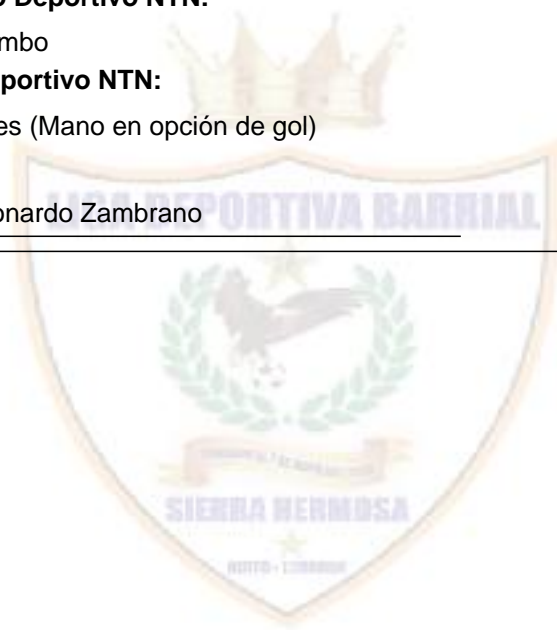 o Deportivo NTN:
mbo
portivo NTN:
es (Mano en opción de gol)
onardo Zambrano
LIGA DEPORTIVA BARRIAL
SIERRA HERMOSA